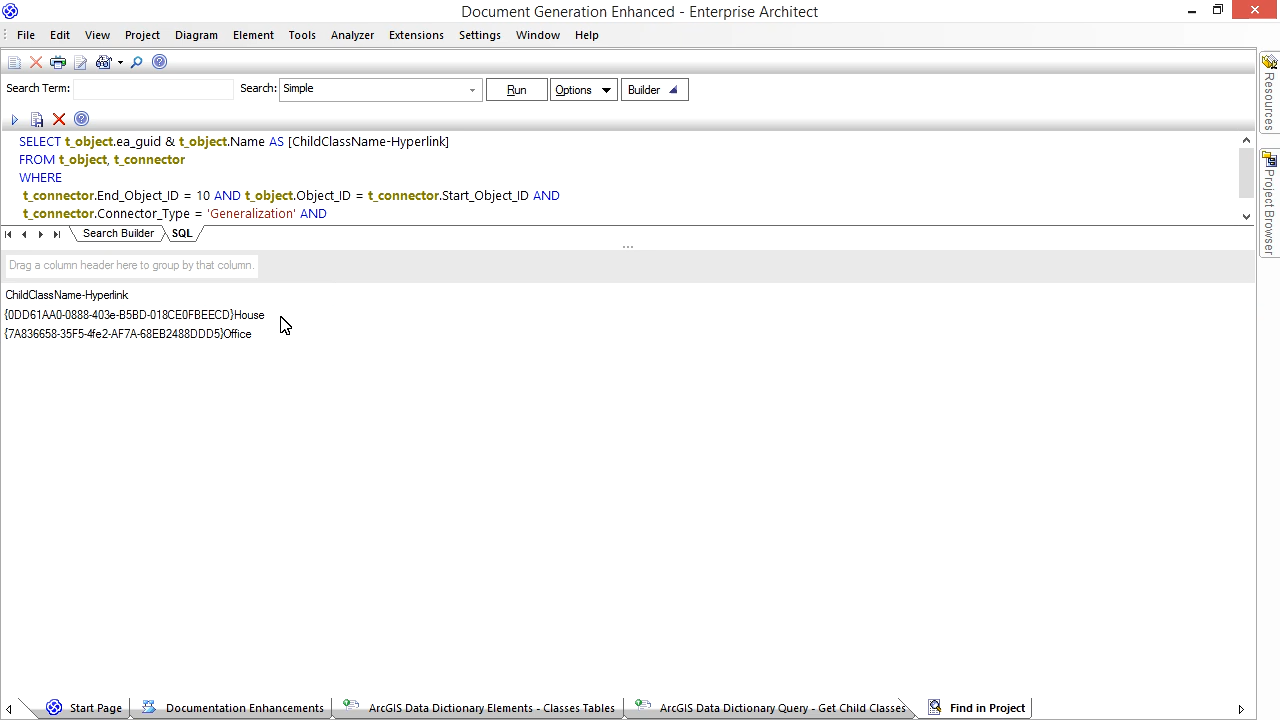 Document Generation Enhanced - Enterprise Architect
File Edit View Project Diagram Element Tools Analyzer Extensions Settings Window Help
Search Term: Search: Simple Run Options Builder
SELECT t_object.ea_guid & t_object.Name AS [ChildClassName-Hyperlink]
FROM t_object, t_connector
WHERE
t_connector.End_Object_ID = 10 AND t_object.Object_ID = t_connector.Start_Object_ID AND
t_connector.Connector_Type = 'Generalization' AND
Search Builder SQL
Drag a column header here to group by that column.
ChildClassName-Hyperlink
{0DD61AA0-0888-403e-B5BD-018CE0FBEECD}House
{7A836658-35F5-4fe2-AF7A-68EB2488DDD5}Office
Resources
Project Browser
Start Page Documentation Enhancements ArcGIS Data Dictionary Elements - Classes Tables ArcGIS Data Dictionary Query - Get Child Classes Find in Project